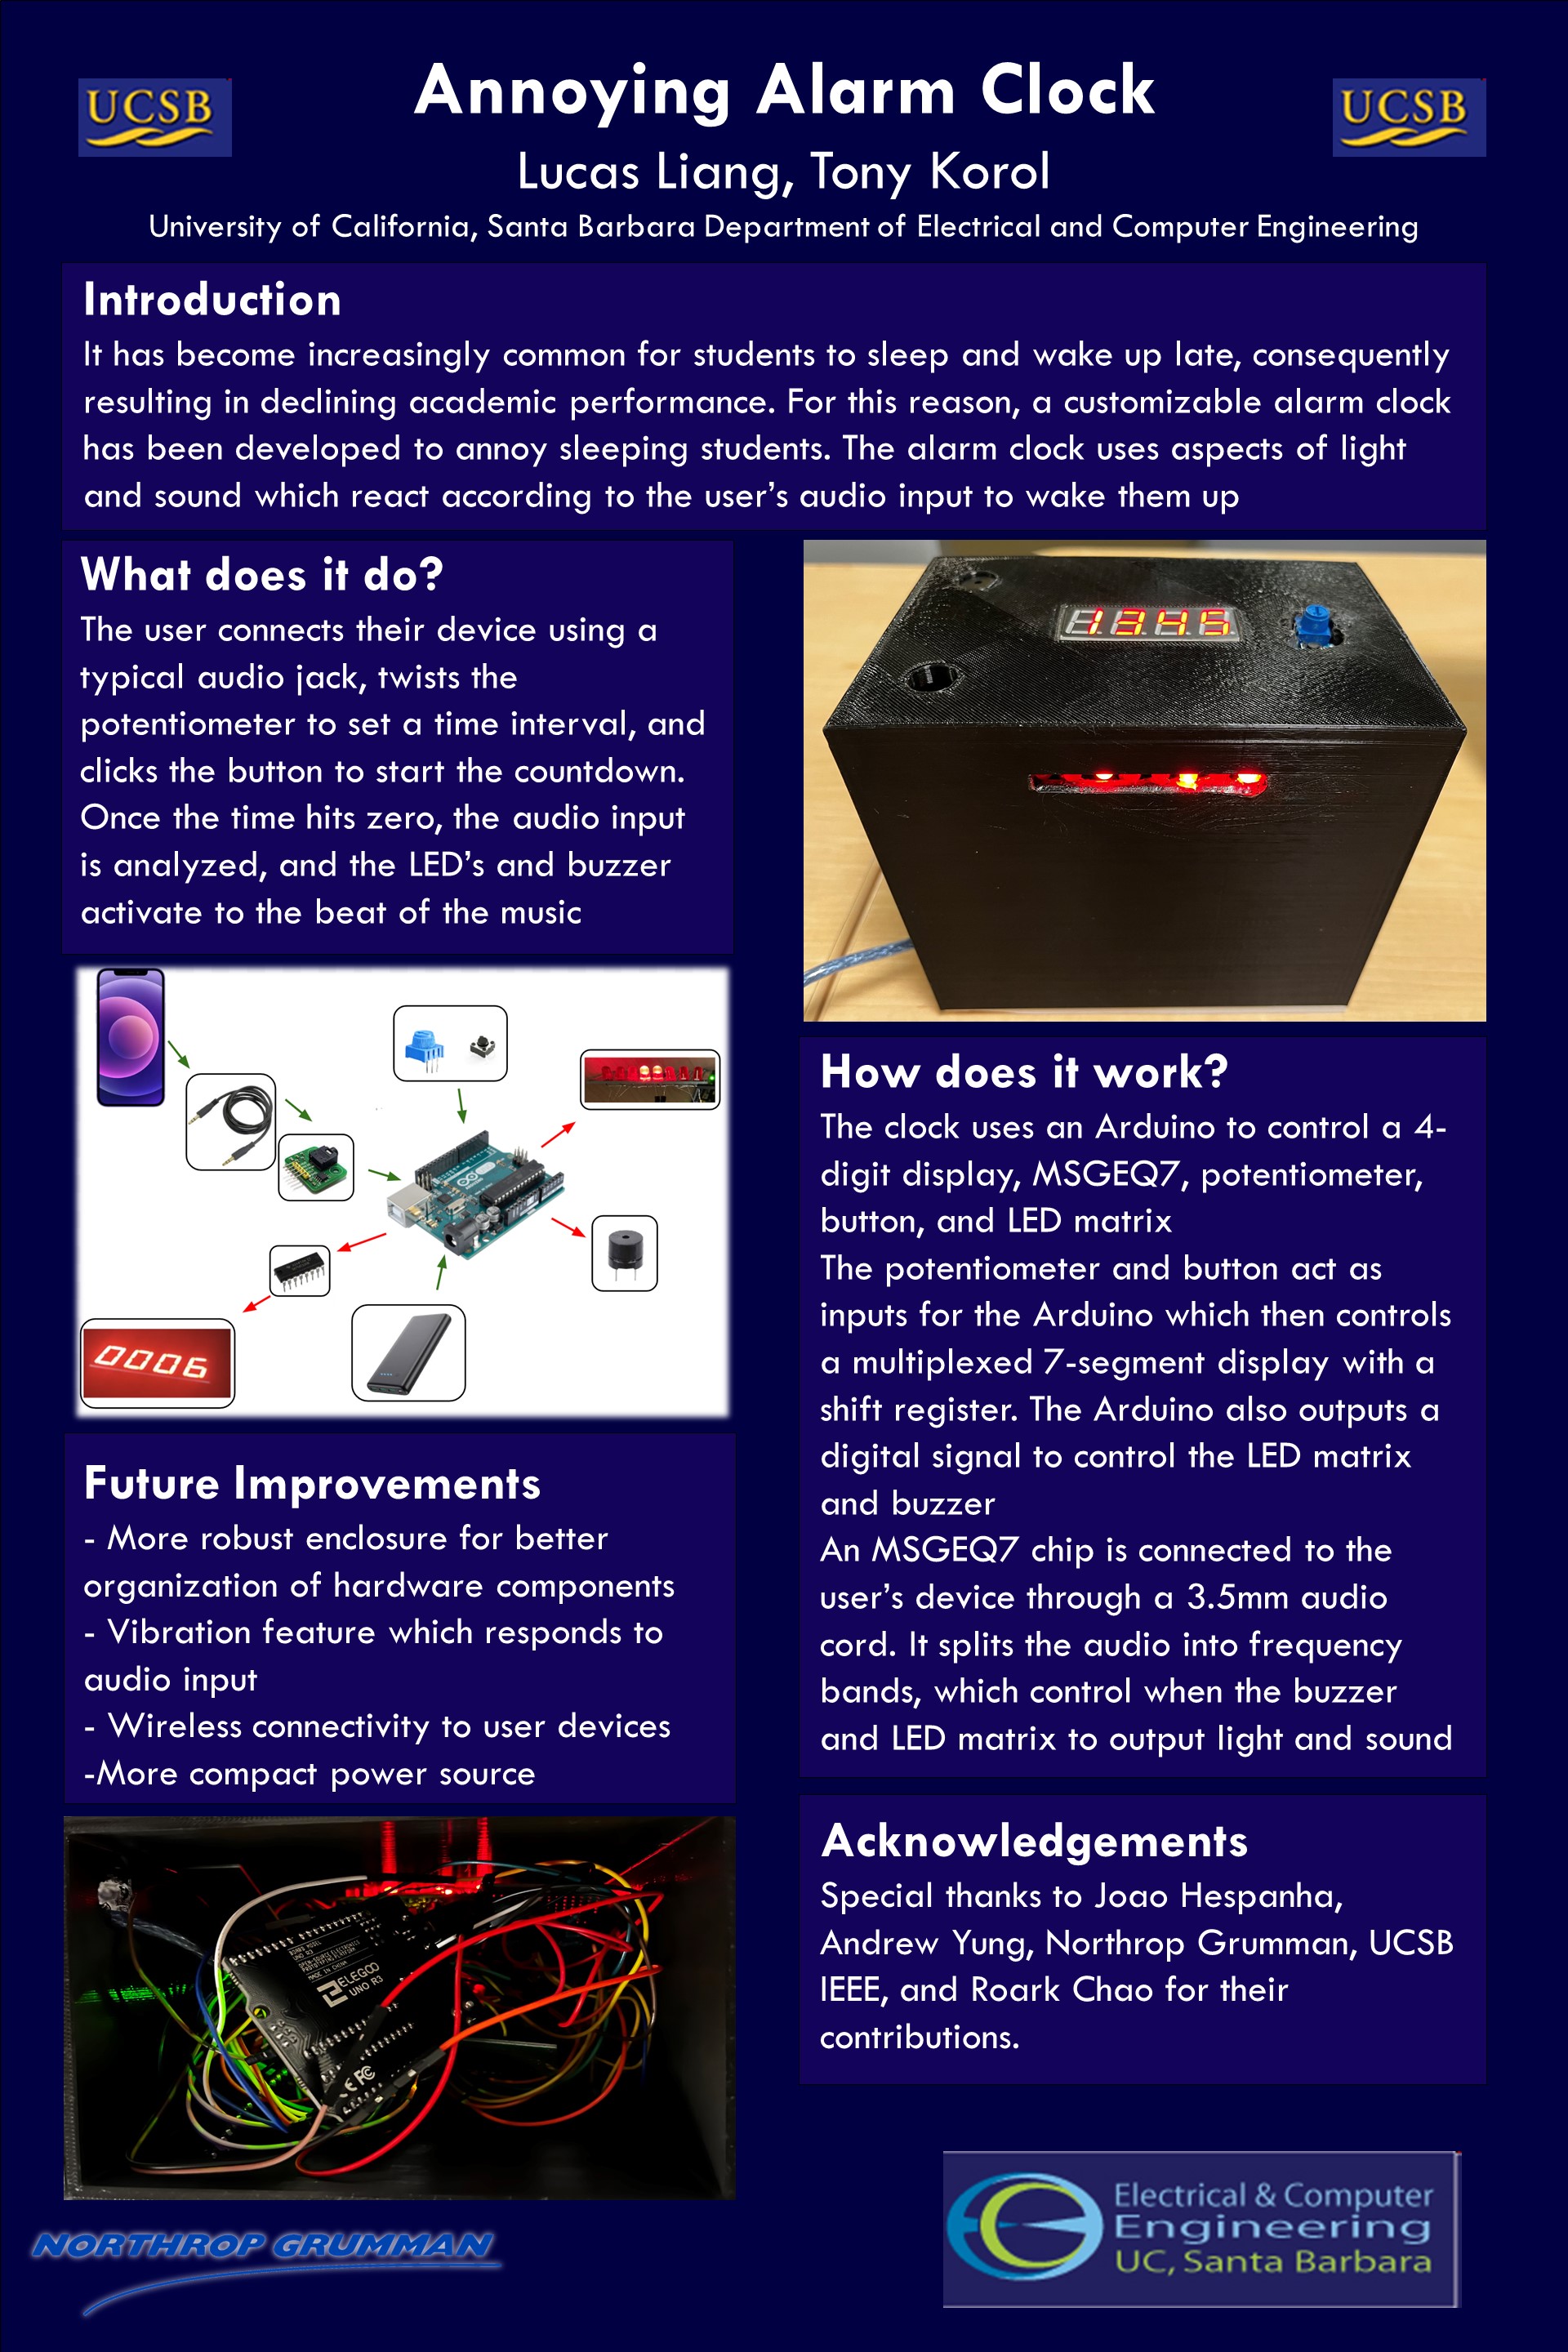 UCSB
Annoying Alarm Clock
UCSB
Lucas Liang, Tony Korol
University of California, Santa Barbara Department of Electrical and Computer Engineering
Introduction
It has become increasingly common for students to sleep and wake up late, consequently
resulting in declining academic performance. For this reason, a customizable alarm clock
has been developed to annoy sleeping students. The alarm clock uses aspects of light
and sound which react according to the user’s audio input to wake them up
What does it do?
The user connects their device using a
typical audio jack, twists the
potentiometer to set a time interval, and
clicks the button to start the countdown.
Once the time hits zero, the audio input
is analyzed, and the LED’s and buzzer
activate to the beat of the music
1345
0006
How does it work?
The clock uses an Arduino to control a 4-
digit display, MSGEQ7, potentiometer,
button, and LED matrix
The potentiometer and button act as
inputs for the Arduino which then controls
a multiplexed 7-segment display with a
shift register. The Arduino also outputs a
digital signal to control the LED matrix
and buzzer
An MSGEQ7 chip is connected to the
user’s device through a 3.5mm audio
cord. It splits the audio into frequency
bands, which control when the buzzer
and LED matrix to output light and sound
Future Improvements
- More robust enclosure for better
organization of hardware components
- Vibration feature which responds to
audio input
- Wireless connectivity to user devices
-More compact power source
MADE IN CHINA
ELEGOO
UNO R3
CE FC
Acknowledgements
Special thanks to Joao Hespanha,
Andrew Yung, Northrop Grumman, UCSB
IEEE, and Roark Chao for their
contributions.
NORTHROP GRUMMAN
Electrical & Computer
Engineering
UC, Santa Barbara